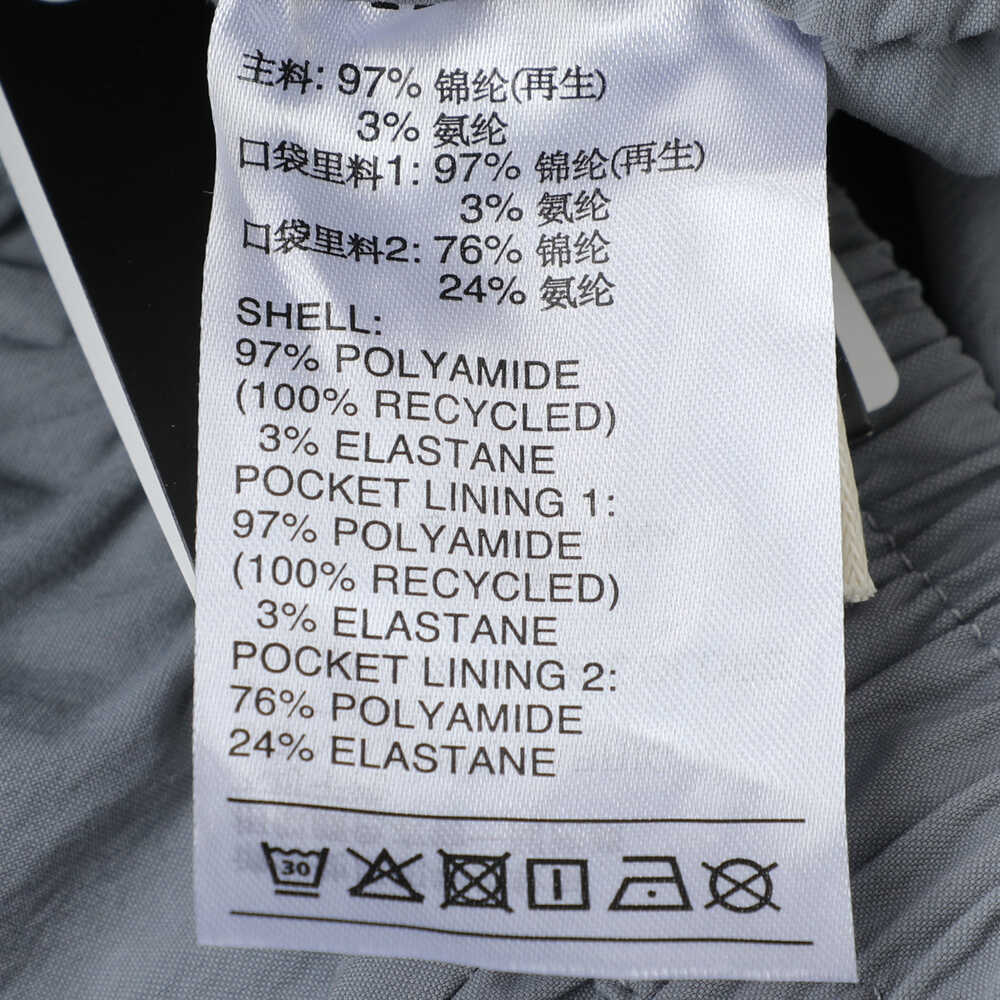 主料: 97% 锦纶(再生)
3% 氨纶
口袋里料1: 97% 锦纶(再生)
3% 氨纶
口袋里料2: 76% 锦纶
24% 氨纶
SHELL:
97% POLYAMIDE
(100% RECYCLED)
3% ELASTANE
POCKET LINING 1:
97% POLYAMIDE
(100% RECYCLED)
3% ELASTANE
POCKET LINING 2:
76% POLYAMIDE
24% ELASTANE
30